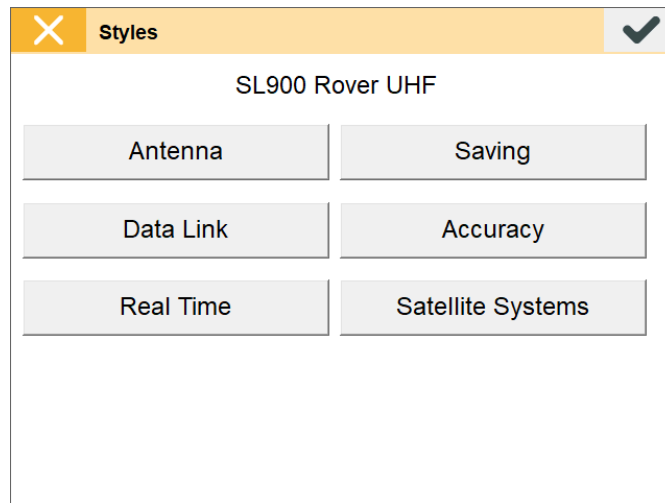 Styles
SL900 Rover UHF
Antenna
Saving
Data Link
Accuracy
Real Time
Satellite Systems